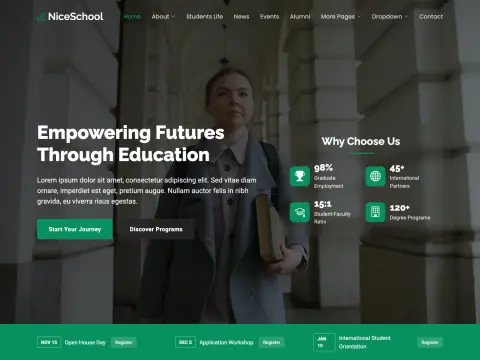 NiceSchool
Home About Students Life News Events Alumni More Pages Dropdown Contact
Empowering Futures
Through Education
Lorem ipsum dolor sit amet, consectetur adipiscing elit. Sed vitae diam
ornare, imperdiet est eget, pretium augue. Nullam auctor felis in nibh
gravida, eu viverra risus egestas.
Start Your Journey
Discover Programs
Why Choose Us
98%
Graduate
Employment
45+
International
Partners
15:1
Student-Faculty
Ratio
120+
Degree Programs
NOV 15 Open House Day Register
DEC 5 Application Workshop Register
JAN
10
International Student
Orientation
Register